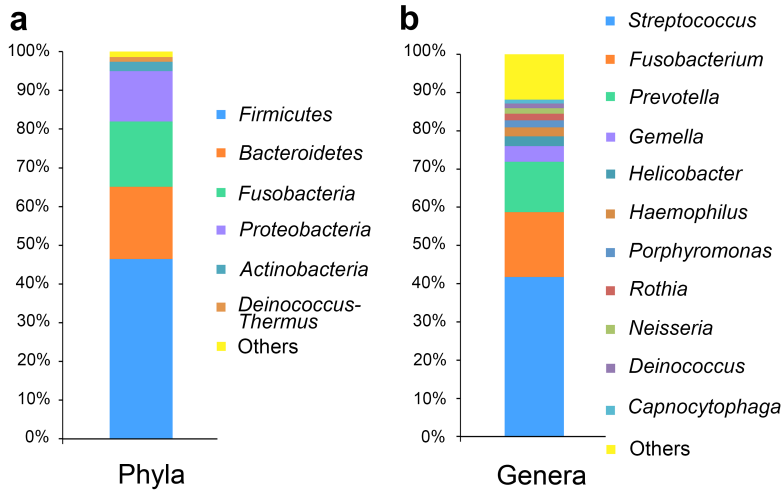 a
100%
90%
80%
70%
60%
50%
40%
30%
20%
10%
0%
Phyla
Firmicutes
Bacteroidetes
Fusobacteria
Proteobacteria
Actinobacteria
Deinococcus-
Thermus
Others
b
100%
90%
80%
70%
60%
50%
40%
30%
20%
10%
0%
Genera
Streptococcus
Fusobacterium
Prevotella
Gemella
Helicobacter
Haemophilus
Porphyromonas
Rothia
Neisseria
Deinococcus
Capnocytophaga
Others